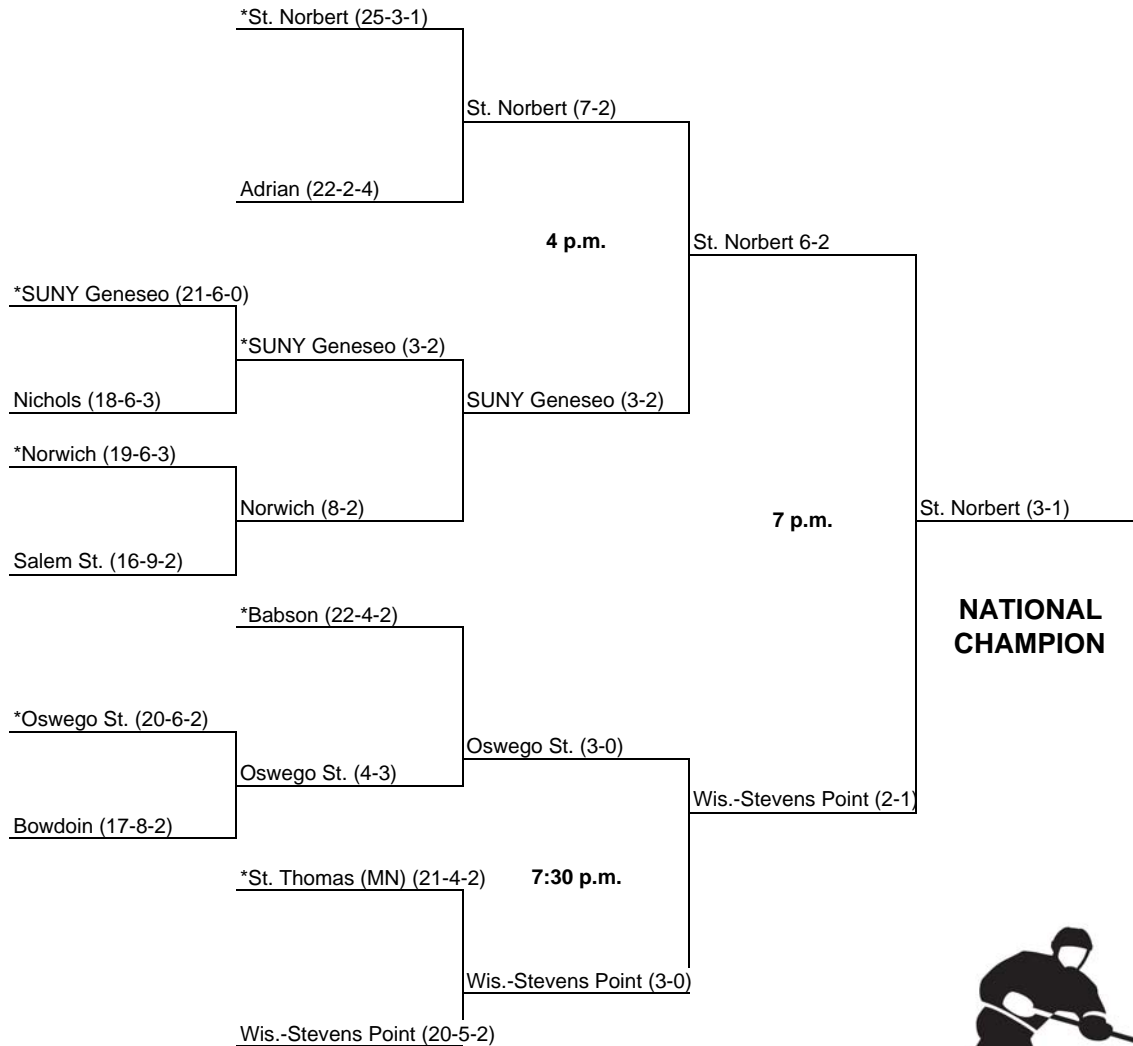 *St. Norbert (25-3-1)
St. Norbert (7-2)
Adrian (22-2-4)
4 p.m.
St. Norbert 6-2
*SUNY Geneseo (21-6-0)
*SUNY Geneseo (3-2)
Nichols (18-6-3)
SUNY Geneseo (3-2)
*Norwich (19-6-3)
Norwich (8-2)
7 p.m.
St. Norbert (3-1)
Salem St. (16-9-2)
*Babson (22-4-2)
NATIONAL
CHAMPION
*Oswego St. (20-6-2)
Oswego St. (3-0)
Oswego St. (4-3)
Wis.-Stevens Point (2-1)
Bowdoin (17-8-2)
*St. Thomas (MN) (21-4-2)
7:30 p.m.
Wis.-Stevens Point (3-0)
Wis.-Stevens Point (20-5-2)